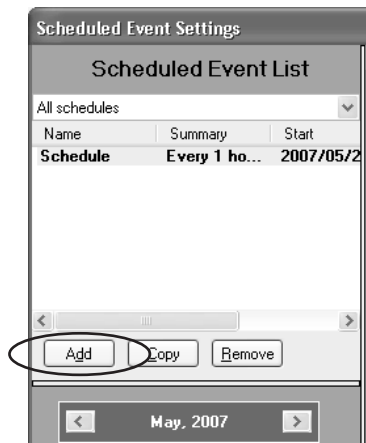 Scheduled Event Settings
Scheduled Event List
All schedules
Name Summary Start
Schedule Every 1 ho... 2007/05/2
Add Copy Remove
May, 2007